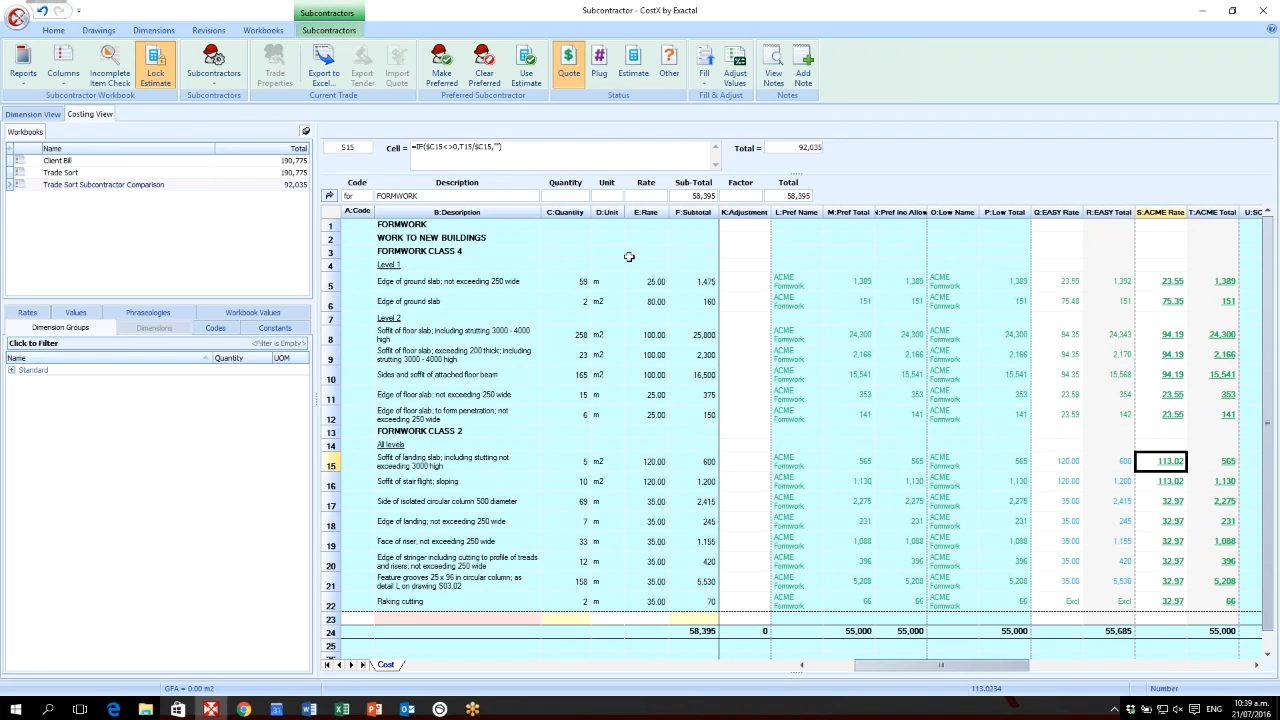 Subcontractors
Subcontractor - CostX by Exactal
Home Drawings Dimensions Revisions Workbooks Subcontractors
Reports Columns Incomplete Item Check Lock Estimate Subcontractors Trade Properties Export to Excel... Export Tender Import Quote Make Preferred Clear Preferred Use Estimate Quote Plug Estimate Other Fill Adjust Values View Notes Add Note
Subcontractor Workbook Subcontractors Current Trade Preferred Subcontractor Status Fill & Adjust Notes
Dimension View Costing View
Workbooks
Name Total
Client Bill 190,775
Trade Sort 190,775
Trade Sort Subcontractor Comparison 92,035
Rates Values Phraseologies Workbook Values
Dimension Groups Dimensions Codes Constants
Click to Filter <Filter is Empty>
Name Quantity UOM
Standard
S15 Cell = =IF($C15<>0,T15/$C15,"") Total = 92,035
Code Description Quantity Unit Rate Sub-Total Factor Total
for FORMWORK 58,395 58,395
A:Code B:Description C:Quantity D:Unit E:Rate F:Subtotal K:Adjustment L:Pref Name M:Pref Total N:Pref inc Allow O:Low Name P:Low Total Q:EASY Rate R:EASY Total S:ACME Rate T:ACME Total
1 FORMWORK
2 WORK TO NEW BUILDINGS
3 FORMWORK CLASS 4
4 Level 1
5 Edge of ground slab; not exceeding 250 wide 59 m 25.00 1,475 ACME Formwork 1,389 1,389 ACME Formwork 1,389 23.59 1,392 23.55 1,389
6 Edge of ground slab 2 m2 80.00 160 ACME Formwork 151 151 ACME Formwork 151 75.48 151 75.35 151
7 Level 2
8 Soffit of floor slab; including strutting 3000 - 4000 high 258 m2 100.00 25,800 ACME Formwork 24,300 24,300 ACME Formwork 24,300 94.35 24,343 94.19 24,300
9 Soffit of floor slab; exceeding 200 thick; including strutting 3000 - 4000 high 23 m2 100.00 2,300 ACME Formwork 2,166 2,166 ACME Formwork 2,166 94.35 2,170 94.19 2,166
10 Sides and soffit of attached floor beam 165 m2 100.00 16,500 ACME Formwork 15,541 15,541 ACME Formwork 15,541 94.35 15,568 94.19 15,541
11 Edge of floor slab; not exceeding 250 wide 15 m 25.00 375 ACME Formwork 353 353 ACME Formwork 353 23.59 354 23.55 353
12 Edge of floor slab; to form penetration; not exceeding 250 wide 6 m 25.00 150 ACME Formwork 141 141 ACME Formwork 141 23.59 142 23.55 141
13 FORMWORK CLASS 2
14 All levels
15 Soffit of landing slab; including stutting not exceeding 3000 high 5 m2 120.00 600 ACME Formwork 565 565 ACME Formwork 565 120.00 600 113.02 565
16 Soffit of stair flight; sloping 10 m2 120.00 1,200 ACME Formwork 1,130 1,130 ACME Formwork 1,130 120.00 1,200 113.02 1,130
17 Side of isolated circular column 500 diameter 69 m 35.00 2,415 ACME Formwork 2,275 2,275 ACME Formwork 2,275 35.00 2,415 32.97 2,275
18 Edge of landing; not exceeding 250 wide 7 m 35.00 245 ACME Formwork 231 231 ACME Formwork 231 35.00 245 32.97 231
19 Face of riser; not exceeding 250 wide 33 m 35.00 1,155 ACME Formwork 1,088 1,088 ACME Formwork 1,088 35.00 1,155 32.97 1,088
20 Edge of stringer including cutting to profile of treads and risers; not exceeding 250 wide 12 m 35.00 420 ACME Formwork 396 396 ACME Formwork 396 35.00 420 32.97 396
21 Feature grooves 25 x 96 in circular column; as detail L on drawing S03.02 158 m 35.00 5,530 ACME Formwork 5,208 5,208 ACME Formwork 5,208 35.00 5,530 32.97 5,208
22 Raking cutting 2 m 35.00 70 ACME Formwork 66 66 ACME Formwork 66 Excl Excl 32.97 66
23
24 58,395 0 55,000 55,000 55,000 55,685 55,000
25
Cost
GFA = 0.00 m2 113.0234 Number
ENG 10:39 a.m.
21/07/2016